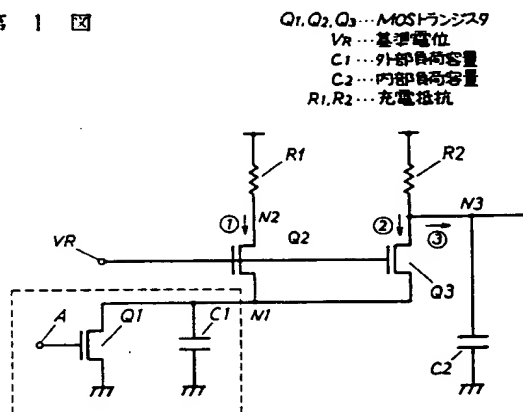 第 1 図
Q1,Q2,Q3…MOSトランジスタ
VR…基準電位
C1…外部負荷容量
C2…内部負荷容量
R1,R2…充電抵抗
R1
R2
①
N2
②
N3
③
VR
Q2
Q3
A
Q1
C1
N1
C2